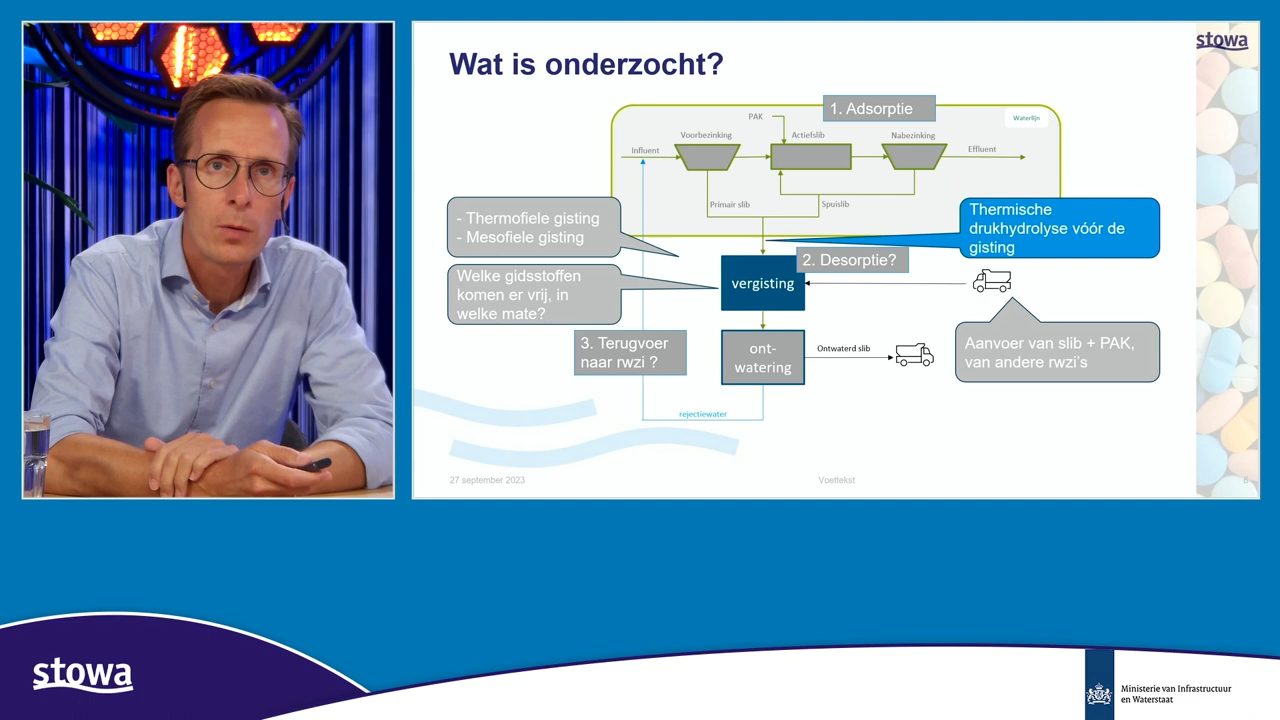 Wat is onderzocht?
stowa
1. Adsorptie
Waterlijn
PAK
Voorbezinking
Actiefslib
Nabezinking
Influent
Effluent
Primair slib
Spuislib
- Thermofiele gisting
- Mesofiele gisting
Thermische
drukhydrolyse vóór de
gisting
2. Desorptie?
Welke gidsstoffen
komen er vrij, in
welke mate?
vergisting
3. Terugvoer
naar rwzi ?
ont-
watering
Ontwaterd slib
Aanvoer van slib + PAK,
van andere rwzi's
rejectiewater
27 september 2023
Voettekst
8
stowa
Ministerie van Infrastructuur
en Waterstaat